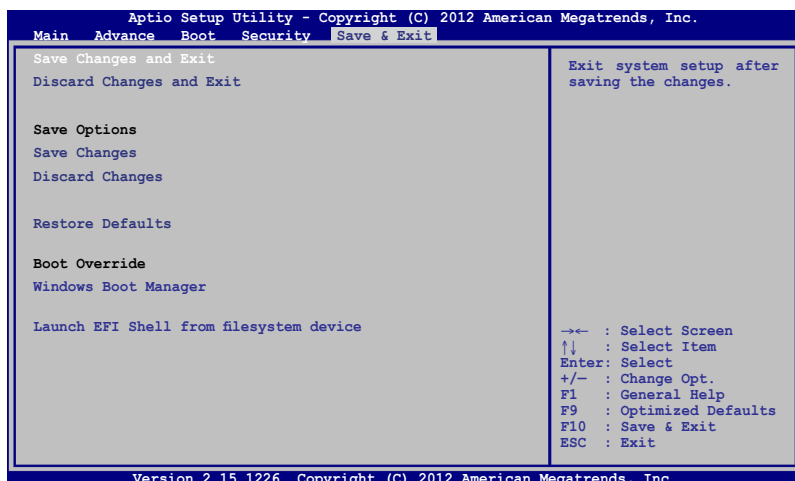 Aptio Setup Utility - Copyright (C) 2012 American Megatrends, Inc.
Main Advance Boot Security Save & Exit
Save Changes and Exit
Discard Changes and Exit
Save Options
Save Changes
Discard Changes
Restore Defaults
Boot Override
Windows Boot Manager
Launch EFI Shell from filesystem device
Exit system setup after
saving the changes.
→← : Select Screen
↑↓ : Select Item
Enter: Select
+/— : Change Opt.
F1 : General Help
F9 : Optimized Defaults
F10 : Save & Exit
ESC : Exit
Version 2.15.1226. Copyright (C) 2012 American Megatrends, Inc.